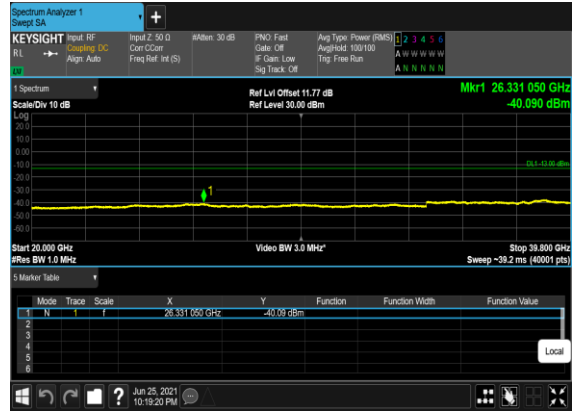 Spectrum Analyzer 1
Swept SA
+
KEYSIGHT Input: RF Input Z: 50 Ω #Atten: 30 dB PNO: Fast Avg Type: Power (RMS) 1 2 3 4 5 6
RL Coupling: DC Corr CCorr Gate: Off Avg|Hold: 100/100 A W W W W W
Align: Auto Freq Ref: Int (S) IF Gain: Low Trig: Free Run
Sig Track: Off A N N N N N
1 Spectrum Ref Lvl Offset 11.77 dB Mkr1 26.331 050 GHz
Scale/Div 10 dB Ref Level 30.00 dBm -40.090 dBm
Log
20.0
10.0
0.00
-10.0 DL1 -13.00 dBm
-20.0
-30.0 1
-40.0
-50.0
-60.0
Start 20.000 GHz Video BW 3.0 MHz* Stop 39.800 GHz
#Res BW 1.0 MHz Sweep ~39.2 ms (40001 pts)
5 Marker Table
Mode Trace Scale X Y Function Function Width Function Value
1 N 1 f 26.331 050 GHz -40.09 dBm
2
3
4
5
6
Local
? Jun 25, 2021
10:19:20 PM